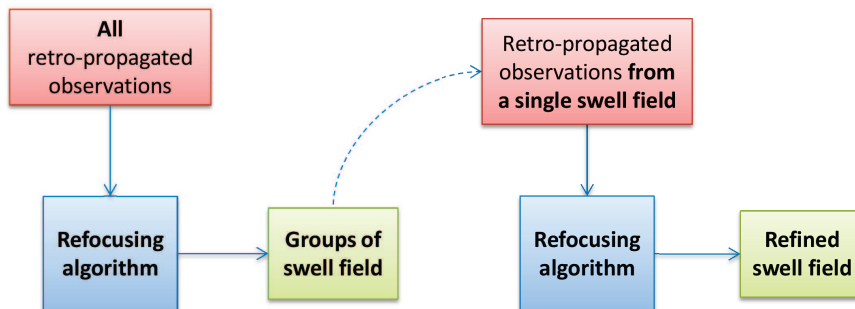 All
retro-propagated
observations
Refocusing
algorithm
Groups of
swell field
Retro-propagated
observations from
a single swell field
Refocusing
algorithm
Refined
swell field